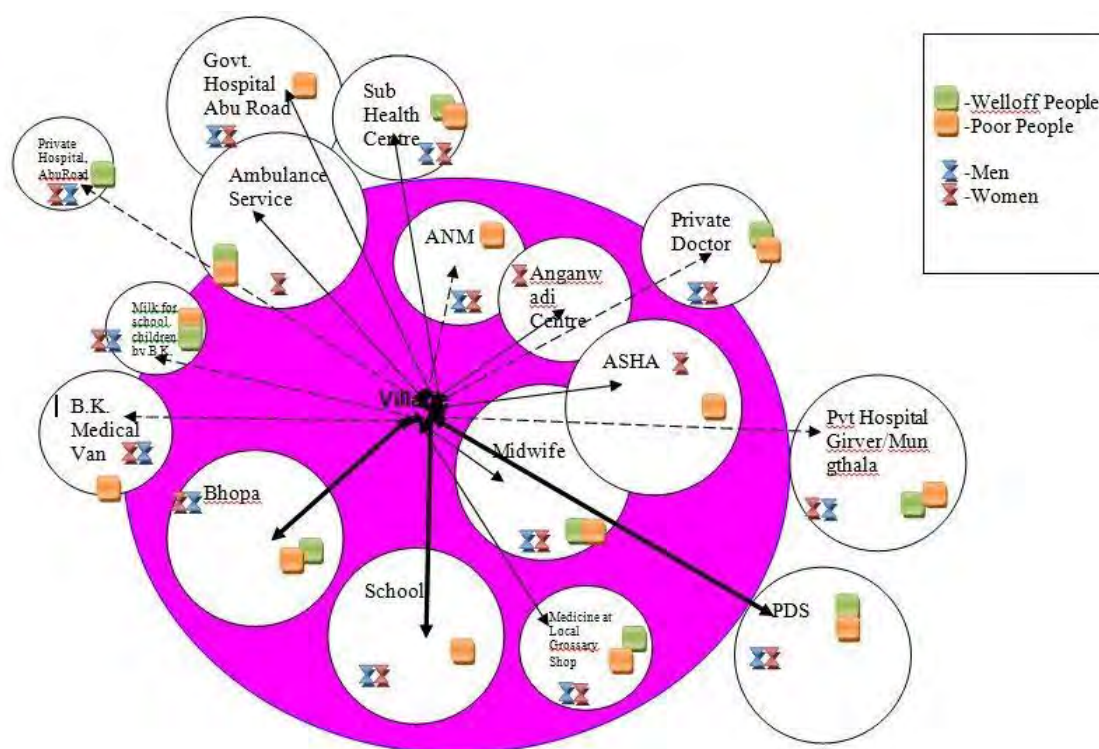 Govt.
Hospital
Abu Road
Sub
Health
Centre
-Welloff People
-Poor People
-Men
-Women
Private
Hospital,
AbuRoad
Ambulance
Service
ANM
Anganw
adi
Centre
Private
Doctor
Milk for
school
children
by B.K.
ASHA
Village
B.K.
Medical
Van
Pyt Hospital
Girver/Mun
gthala
Midwife
Bhopa
School
Medicine at
Local
Grossary
Shop
PDS